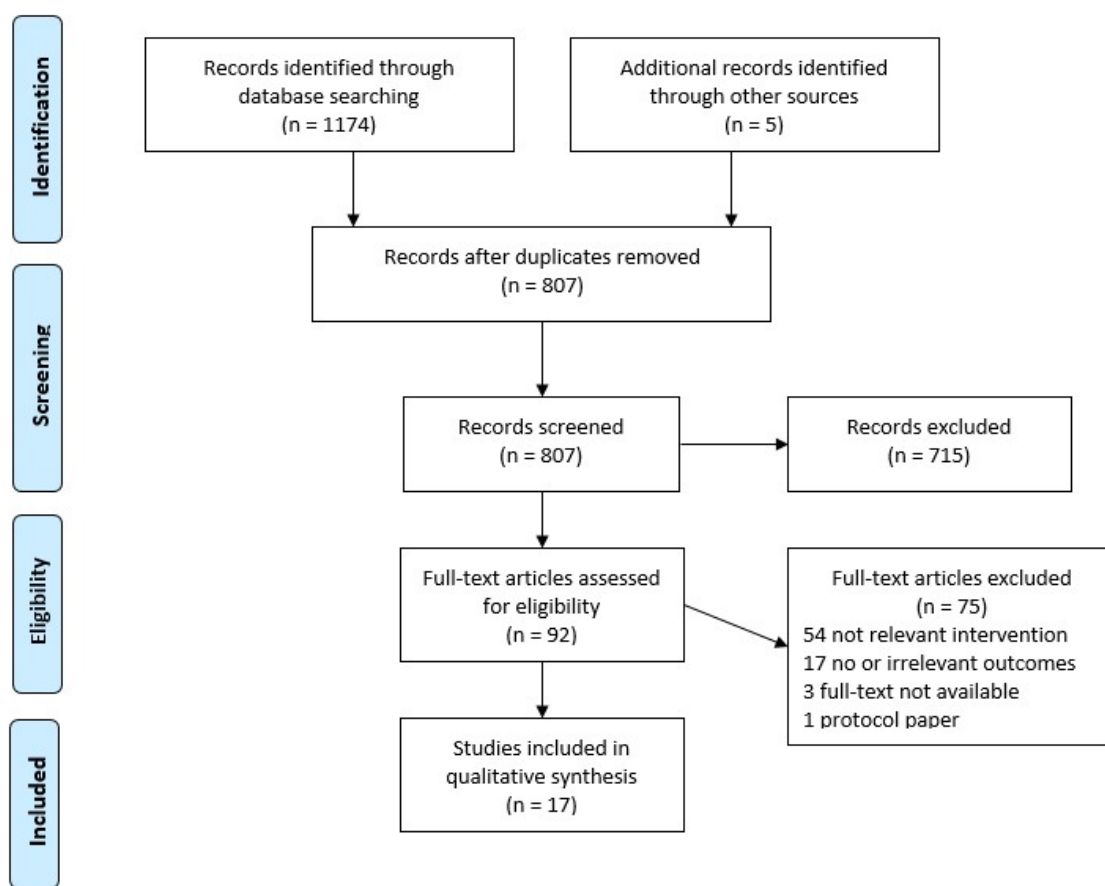 Identification
Records identified through
database searching
(n = 1174)
Additional records identified
through other sources
(n = 5)
Records after duplicates removed
(n = 807)
Screening
Records screened
(n = 807)
Records excluded
(n = 715)
Eligibility
Full-text articles assessed
for eligibility
(n = 92)
Full-text articles excluded
(n = 75)
54 not relevant intervention
17 no or irrelevant outcomes
3 full-text not available
1 protocol paper
Included
Studies included in
qualitative synthesis
(n = 17)